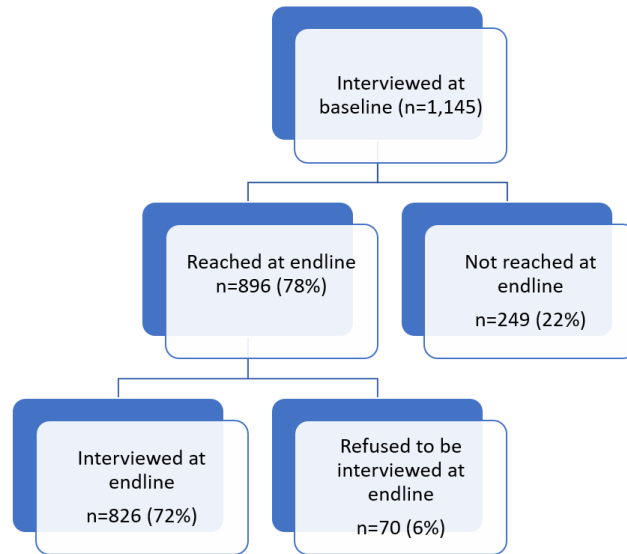 Interviewed at
baseline (n=1,145)
Reached at endline
n=896 (78%)
Not reached at
endline
n=249 (22%)
Interviewed at
endline
n=826 (72%)
Refused to be
interviewed at
endline
n=70 (6%)